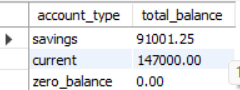 account_type total_balance
savings 91001.25
current 147000.00
zero_balance 0.00